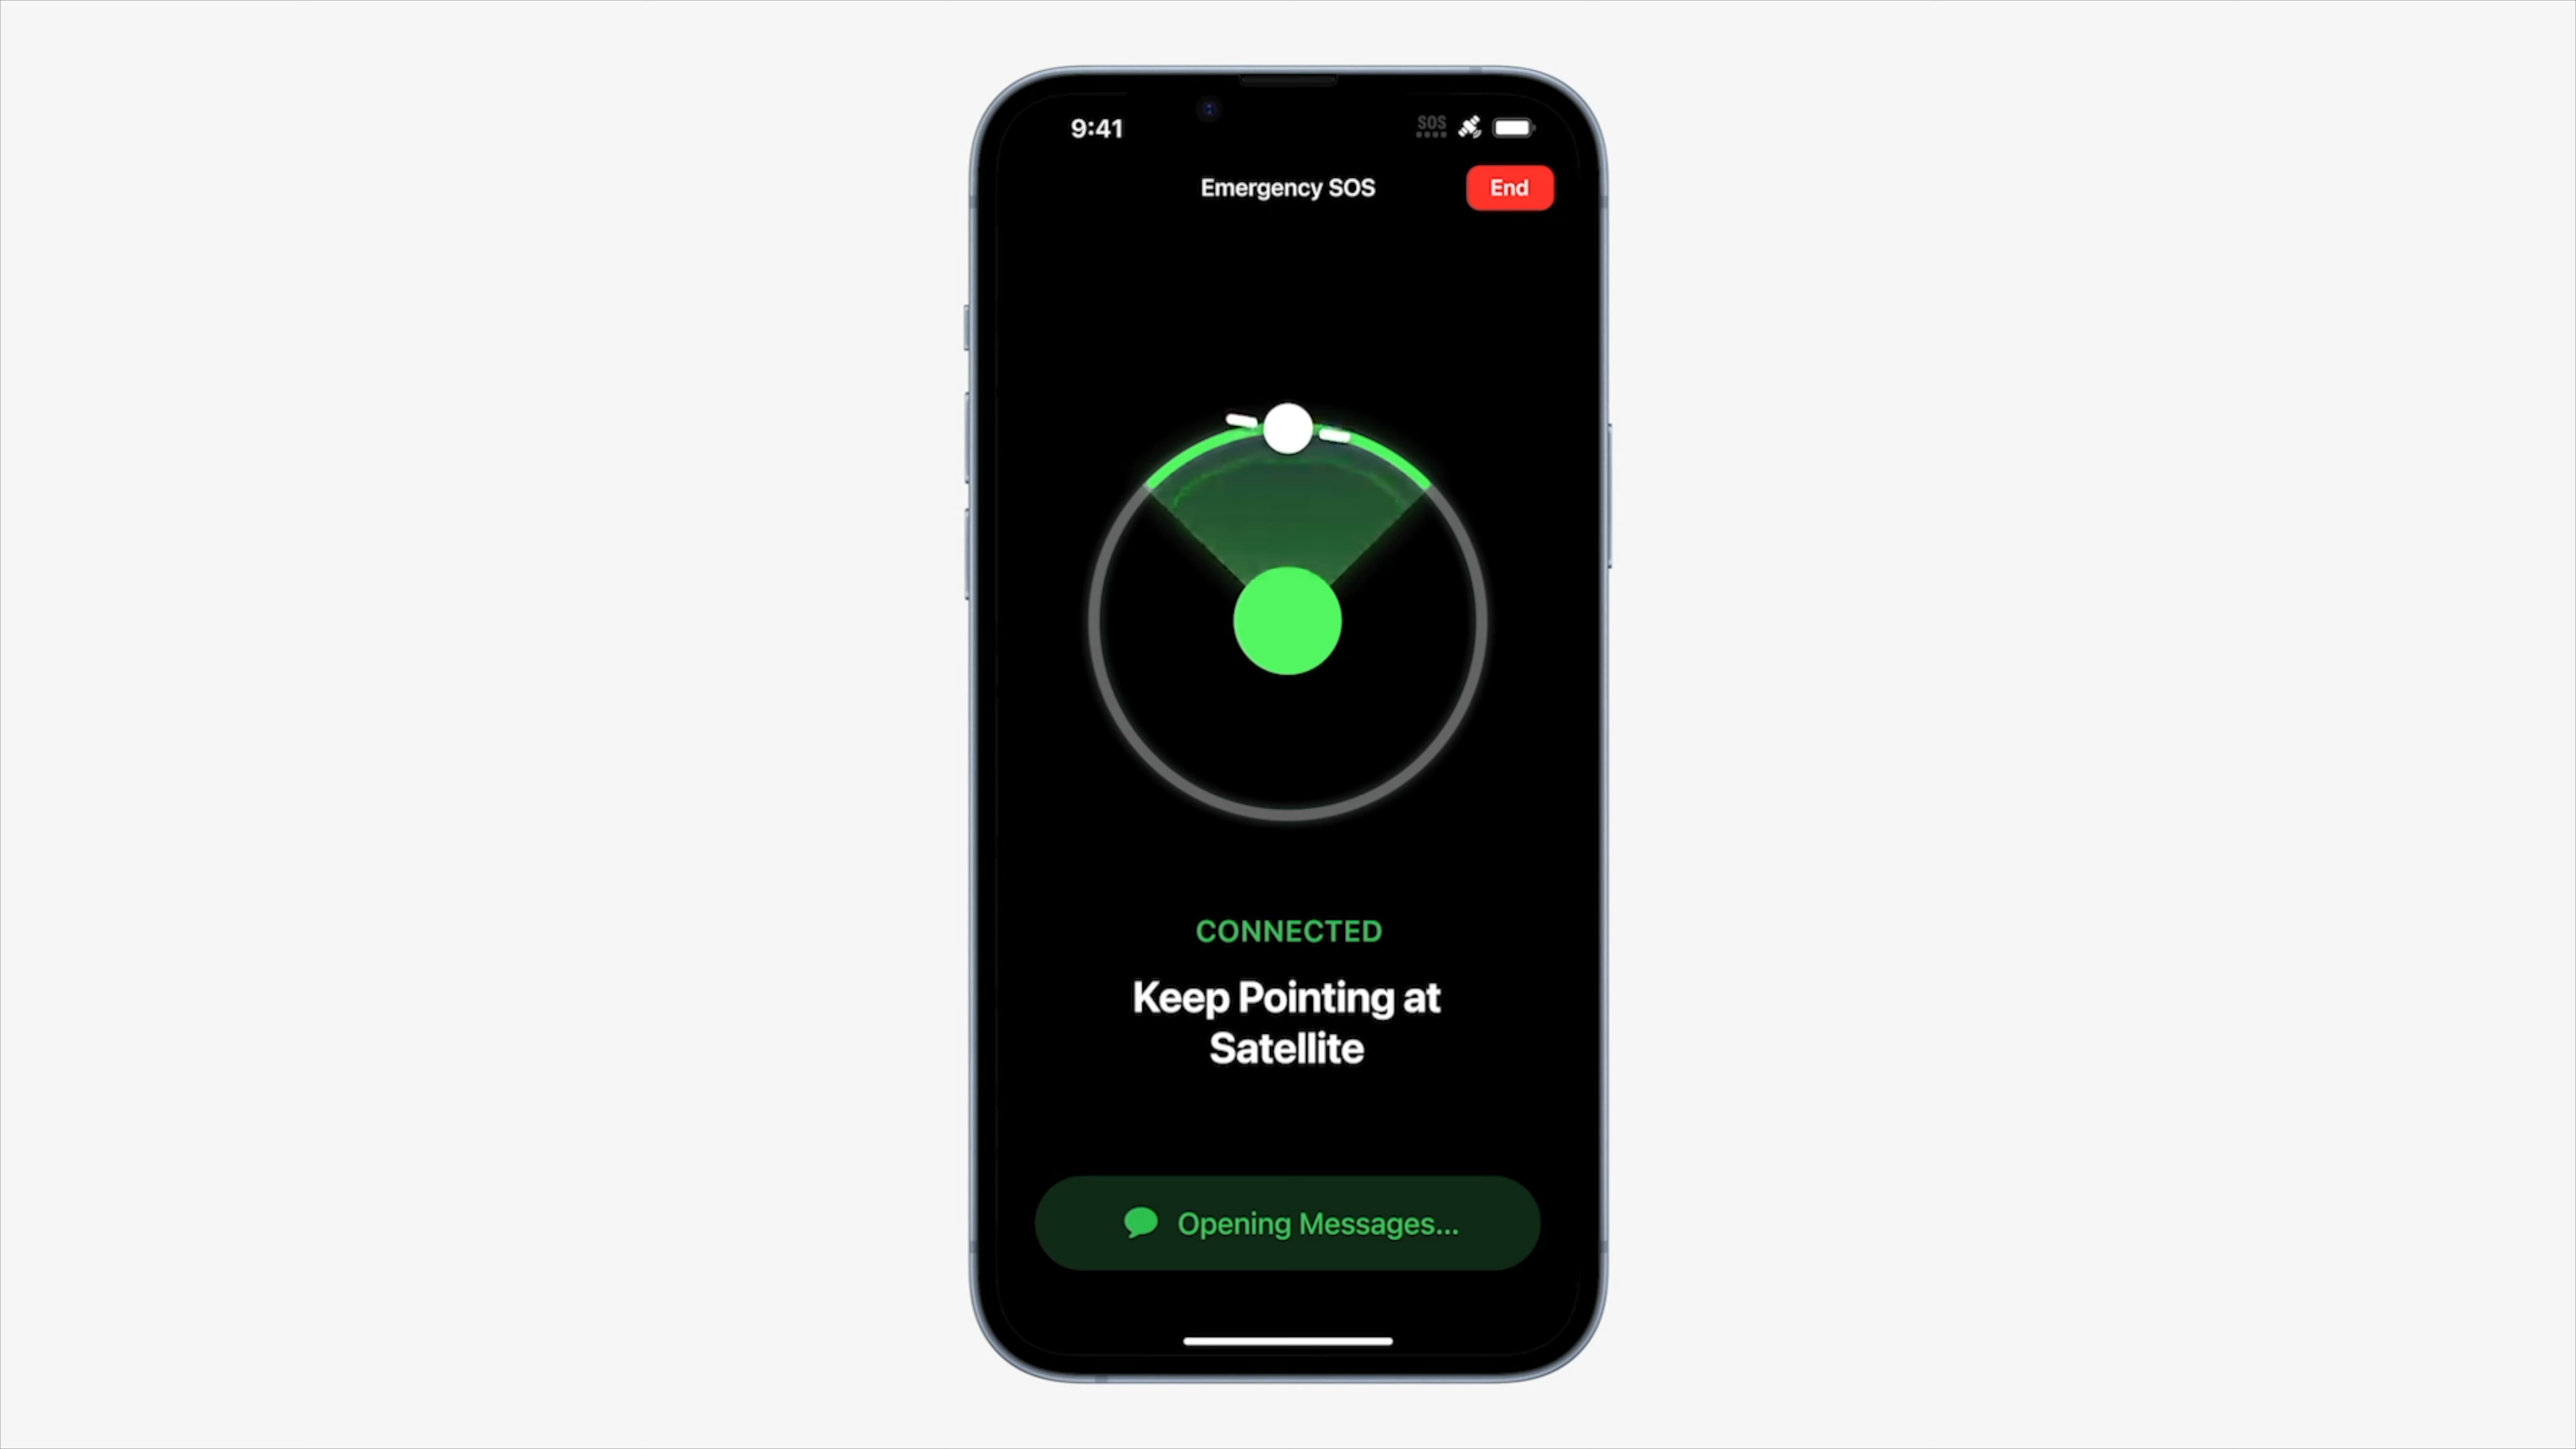 9:41
SOS
Emergency SOS
End
CONNECTED
Keep Pointing at
Satellite
Opening Messages...